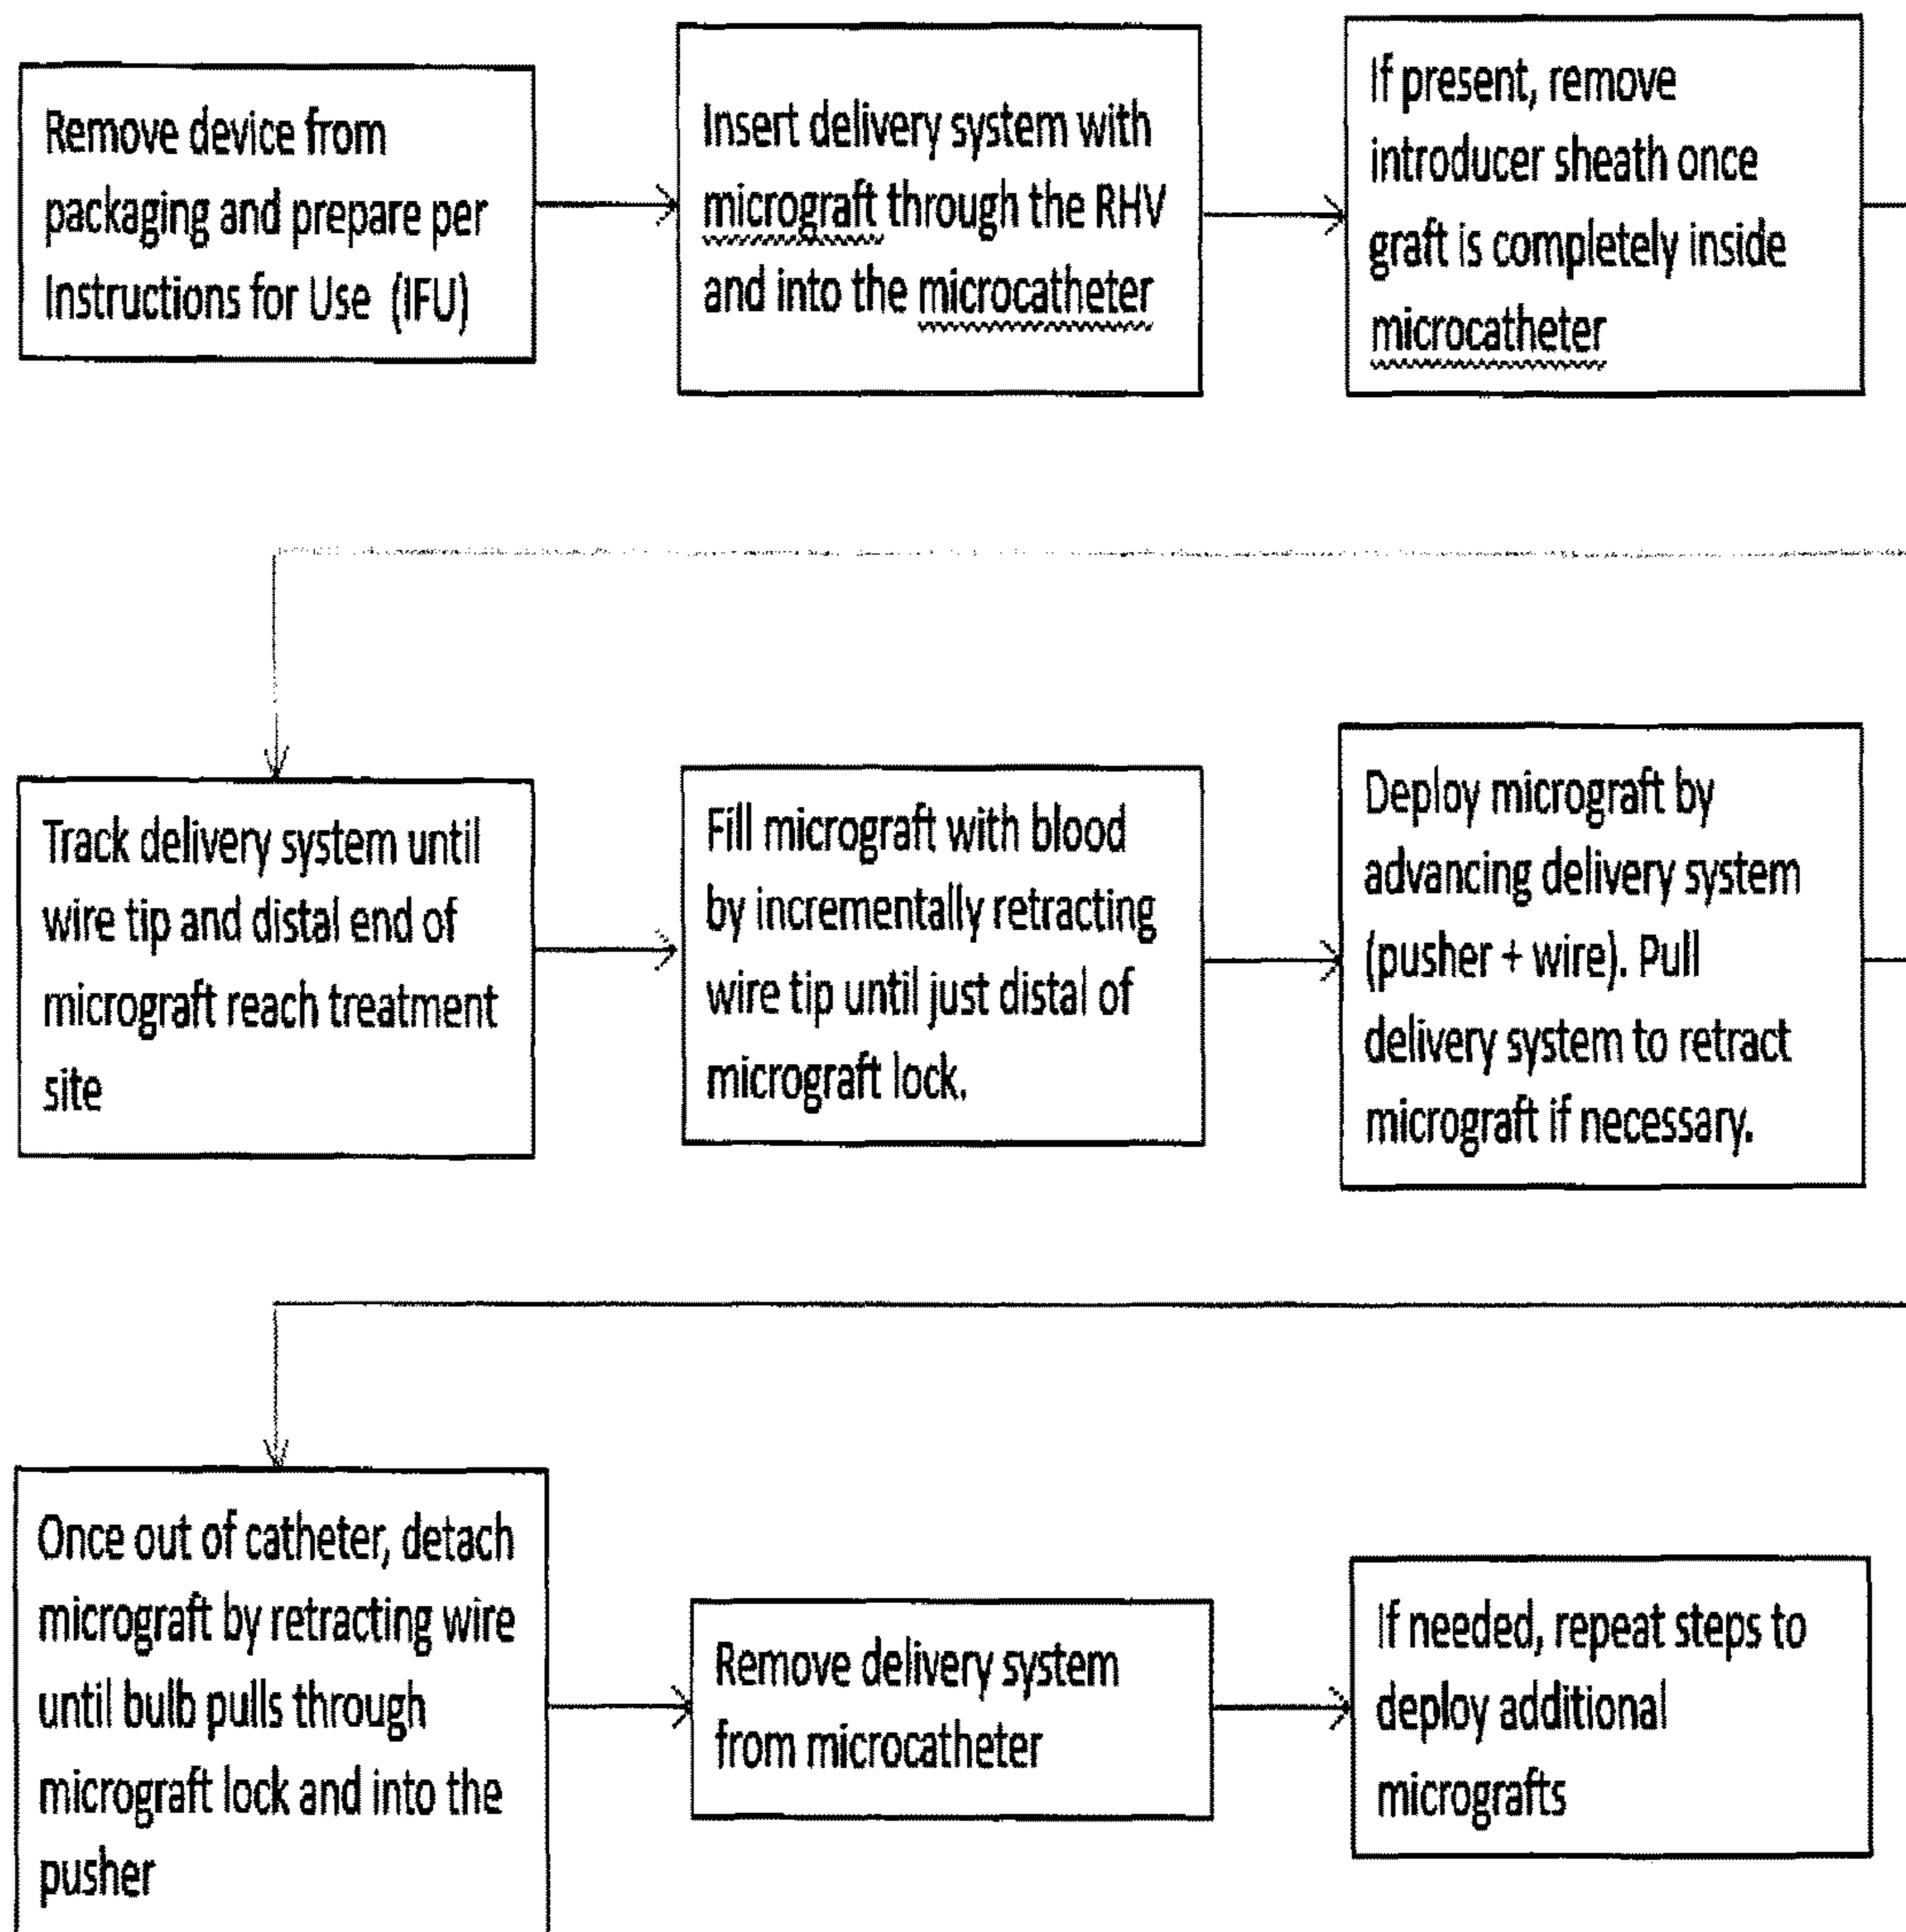 Remove device from
packaging and prepare per
Instructions for Use (IFU)
Insert delivery system with
micrograft through the RHV
and into the microcatheter
If present, remove
introducer sheath once
graft is completely inside
microcatheter
Track delivery system until
wire tip and distal end of
micrograft reach treatment
site
Fill micrograft with blood
by incrementally retracting
wire tip until just distal of
micrograft lock.
Deploy micrograft by
advancing delivery system
(pusher + wire). Pull
delivery system to retract
micrograft if necessary.
Once out of catheter, detach
micrograft by retracting wire
until bulb pulls through
micrograft lock and into the
pusher
Remove delivery system
from microcatheter
If needed, repeat steps to
deploy additional
micrografts